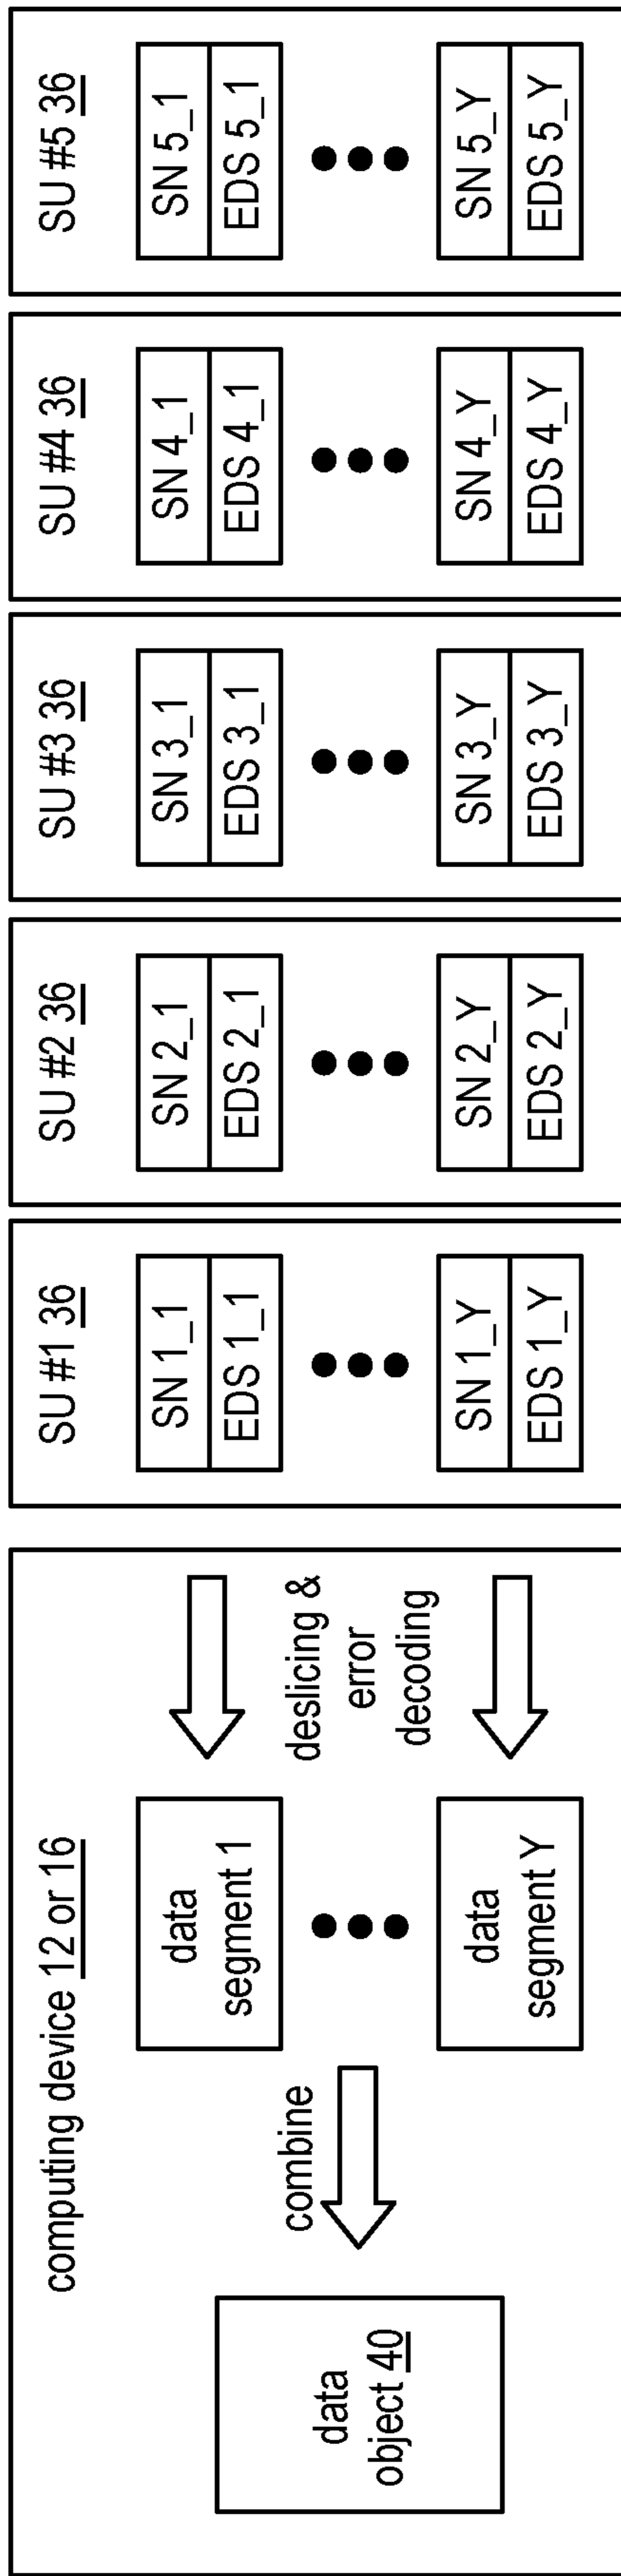 computing device 12 or 16
data
object 40
combine
data
segment 1
data
segment Y
deslicing &
error
decoding
SU #1 36
SN 1_1
EDS 1_1
SN 1_Y
EDS 1_Y
SU #2 36
SN 2_1
EDS 2_1
SN 2_Y
EDS 2_Y
SU #3 36
SN 3_1
EDS 3_1
SN 3_Y
EDS 3_Y
SU #4 36
SN 4_1
EDS 4_1
SN 4_Y
EDS 4_Y
SU #5 36
SN 5_1
EDS 5_1
SN 5_Y
EDS 5_Y